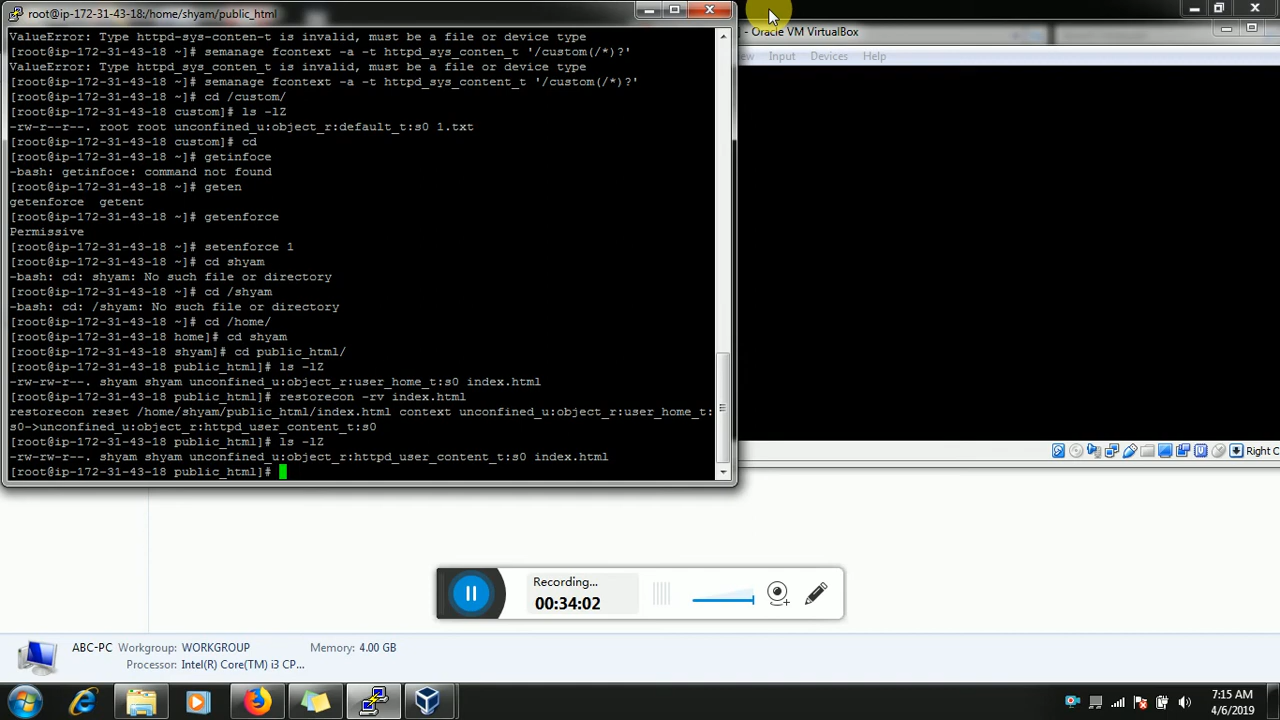 root@ip-172-31-43-18:/home/shyam/public_html
ValueError: Type httpd-sys-content-t is invalid, must be a file or device type
[root@ip-172-31-43-18 ~]# semanage fcontext -a -t httpd_sys_conten_t '/custom(/*)?'
ValueError: Type httpd_sys_conten_t is invalid, must be a file or device type
[root@ip-172-31-43-18 ~]# semanage fcontext -a -t httpd_sys_content_t '/custom(/*)?'
[root@ip-172-31-43-18 ~]# cd /custom/
[root@ip-172-31-43-18 custom]# ls -lZ
-rw-r--r--. root root unconfined_u:object_r:default_t:s0 1.txt
[root@ip-172-31-43-18 custom]# cd
[root@ip-172-31-43-18 ~]# getinfoce
-bash: getinfoce: command not found
[root@ip-172-31-43-18 ~]# geten
getenforce  getent
[root@ip-172-31-43-18 ~]# getenforce
Permissive
[root@ip-172-31-43-18 ~]# setenforce 1
[root@ip-172-31-43-18 ~]# cd shyam
-bash: cd: shyam: No such file or directory
[root@ip-172-31-43-18 ~]# cd /shyam
-bash: cd: /shyam: No such file or directory
[root@ip-172-31-43-18 ~]# cd /home/
[root@ip-172-31-43-18 home]# cd shyam
[root@ip-172-31-43-18 shyam]# cd public_html/
[root@ip-172-31-43-18 public_html]# ls -lZ
-rw-rw-r--. shyam shyam unconfined_u:object_r:user_home_t:s0 index.html
[root@ip-172-31-43-18 public_html]# restorecon -rv index.html
restorecon reset /home/shyam/public_html/index.html context unconfined_u:object_r:user_home_t:
s0->unconfined_u:object_r:httpd_user_content_t:s0
[root@ip-172-31-43-18 public_html]# ls -lZ
-rw-rw-r--. shyam shyam unconfined_u:object_r:httpd_user_content_t:s0 index.html
[root@ip-172-31-43-18 public_html]#
- Oracle VM VirtualBox
Input Devices Help
Right C
Recording...
00:34:02
ABC-PC Workgroup: WORKGROUP Memory: 4.00 GB
Processor: Intel(R) Core(TM) i3 CP...
7:15 AM
4/6/2019